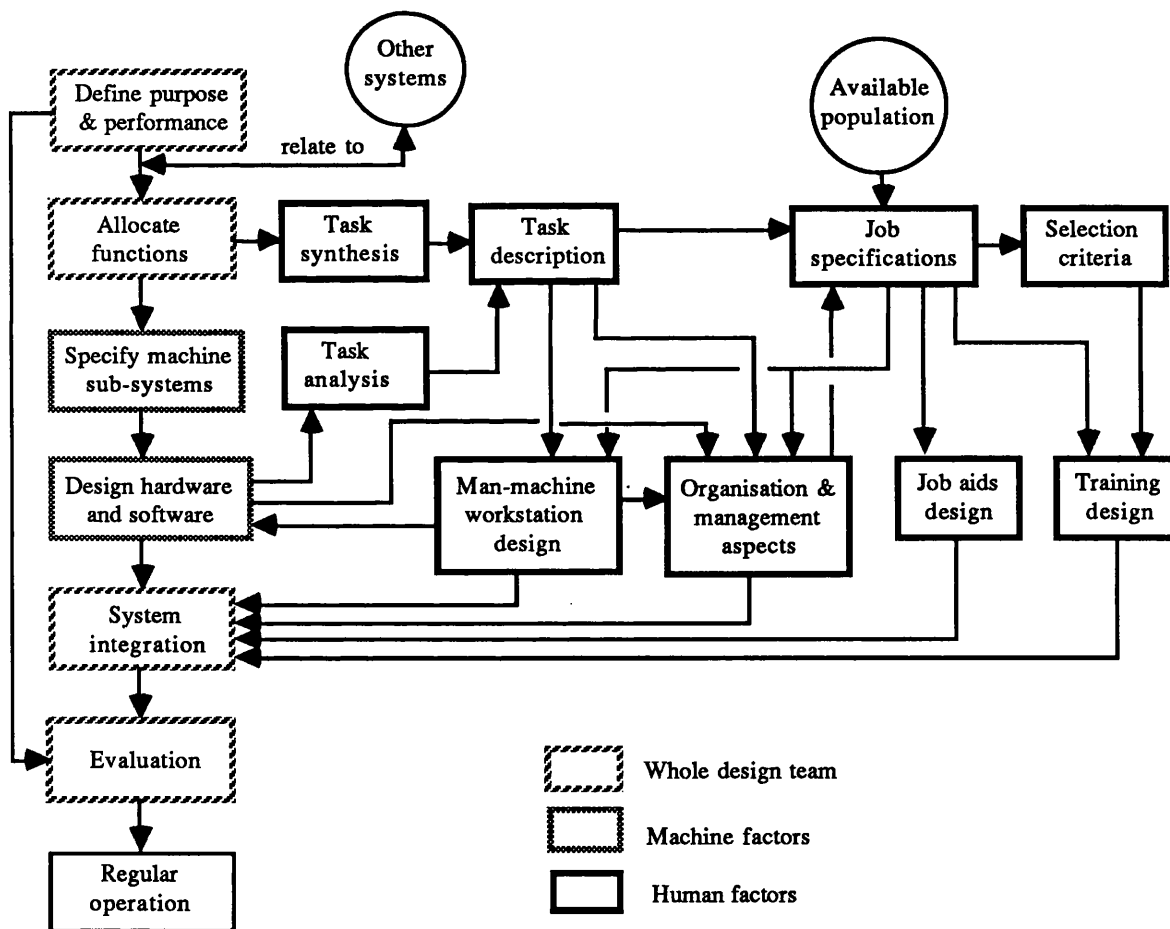 Other
systems
Available
population
Define purpose
& performance
relate to
Allocate
functions
Task
synthesis
Task
description
Job
specifications
Selection
criteria
Specify machine
sub-systems
Task
analysis
Design hardware
and software
Man-machine
workstation
design
Organisation &
management
aspects
Job aids
design
Training
design
System
integration
Evaluation
Regular
operation
Whole design team
Machine factors
Human factors